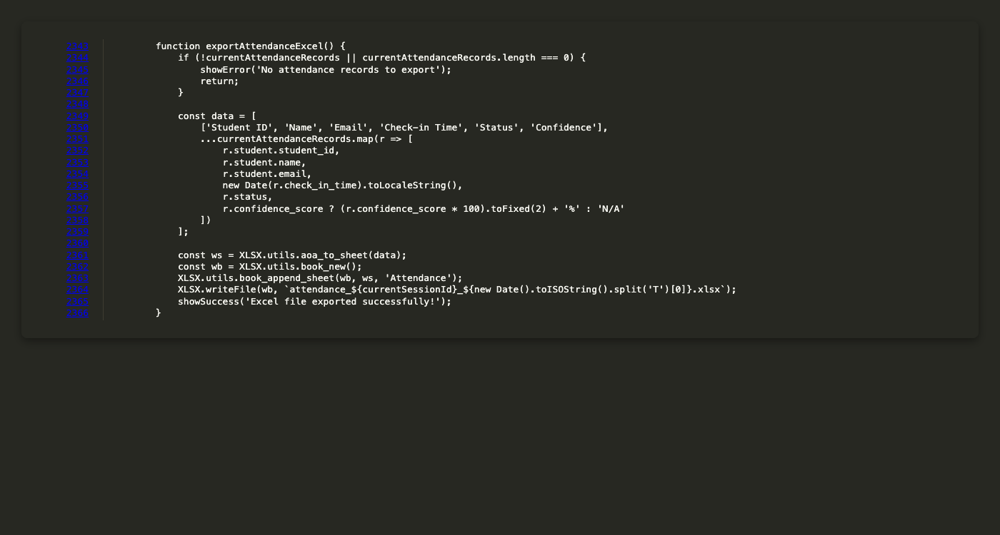 2343 function exportAttendanceExcel() {
2344 if (!currentAttendanceRecords || currentAttendanceRecords.length === 0) {
2345 showError('No attendance records to export');
2346 return;
2347 }
2348
2349 const data = [
2350 ['Student ID', 'Name', 'Email', 'Check-in Time', 'Status', 'Confidence'],
2351 ...currentAttendanceRecords.map(r => [
2352 r.student.student_id,
2353 r.student.name,
2354 r.student.email,
2355 new Date(r.check_in_time).toLocaleString(),
2356 r.status,
2357 r.confidence_score ? (r.confidence_score * 100).toFixed(2) + '%' : 'N/A'
2358 ])
2359 ];
2360
2361 const ws = XLSX.utils.aoa_to_sheet(data);
2362 const wb = XLSX.utils.book_new();
2363 XLSX.utils.book_append_sheet(wb, ws, 'Attendance');
2364 XLSX.writeFile(wb, `attendance_${currentSessionId}_${new Date().toISOString().split('T')[0]}.xlsx`);
2365 showSuccess('Excel file exported successfully!');
2366 }